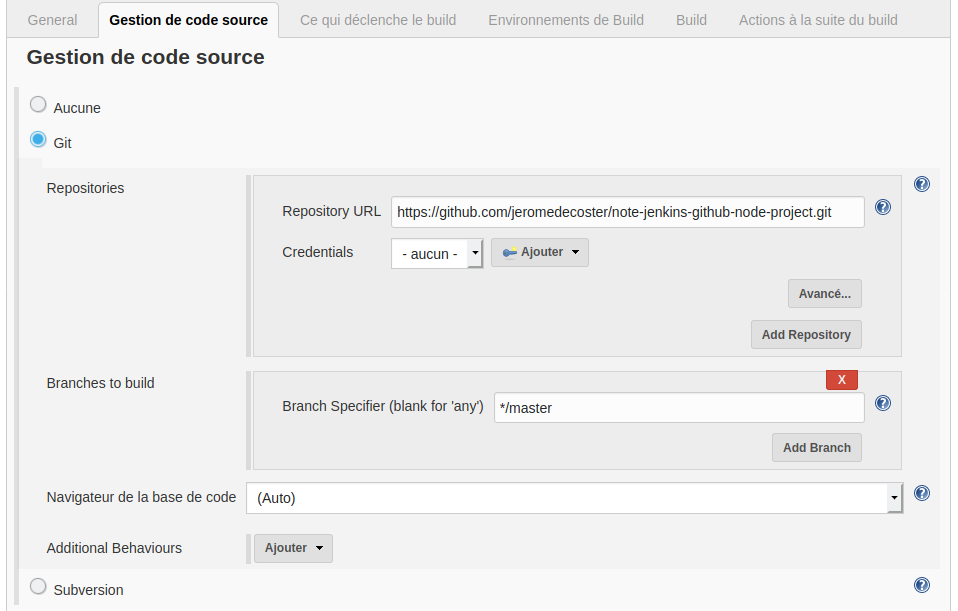 General Gestion de code source Ce qui déclenche le build Environnements de Build Build Actions à la suite du build
Gestion de code source
Aucune
Git
Repositories
Repository URL https://github.com/jeromedecoster/note-jenkins-github-node-project.git
Credentials - aucun - Ajouter
Avancé...
Add Repository
Branches to build
X
Branch Specifier (blank for 'any') */master
Add Branch
Navigateur de la base de code (Auto)
Additional Behaviours Ajouter
Subversion